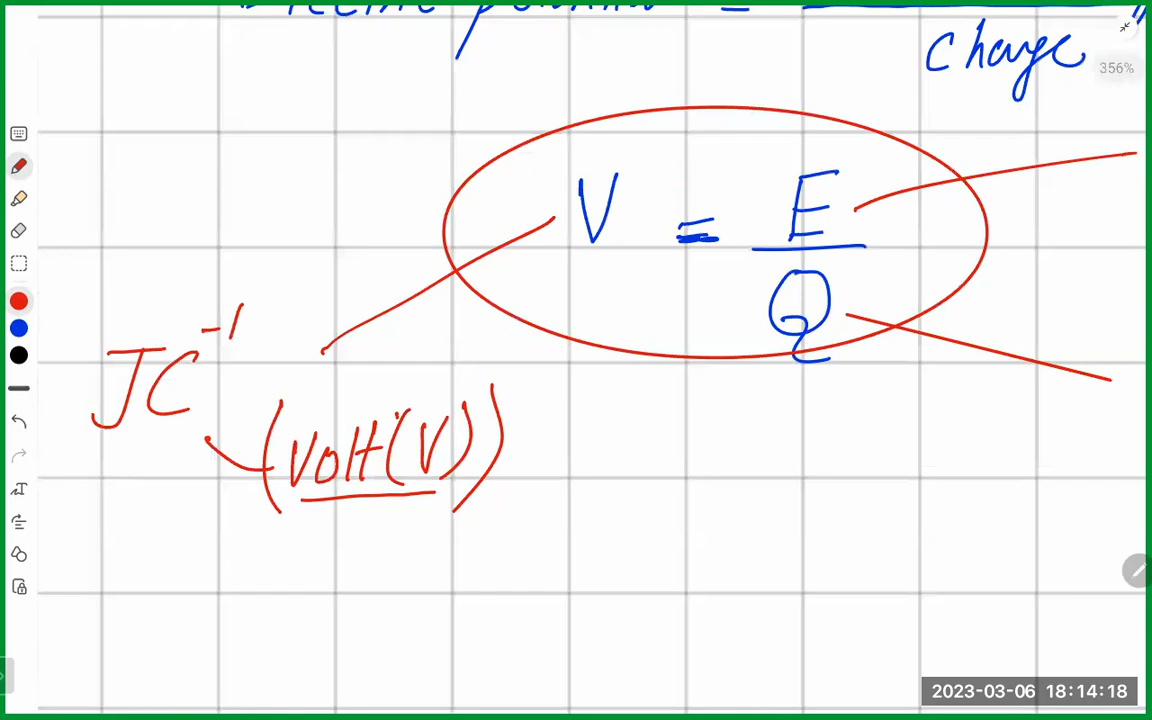 =
charge
356%
V = E / Q
JC⁻¹
(Volt(V))
2023-03-06 18:14:18